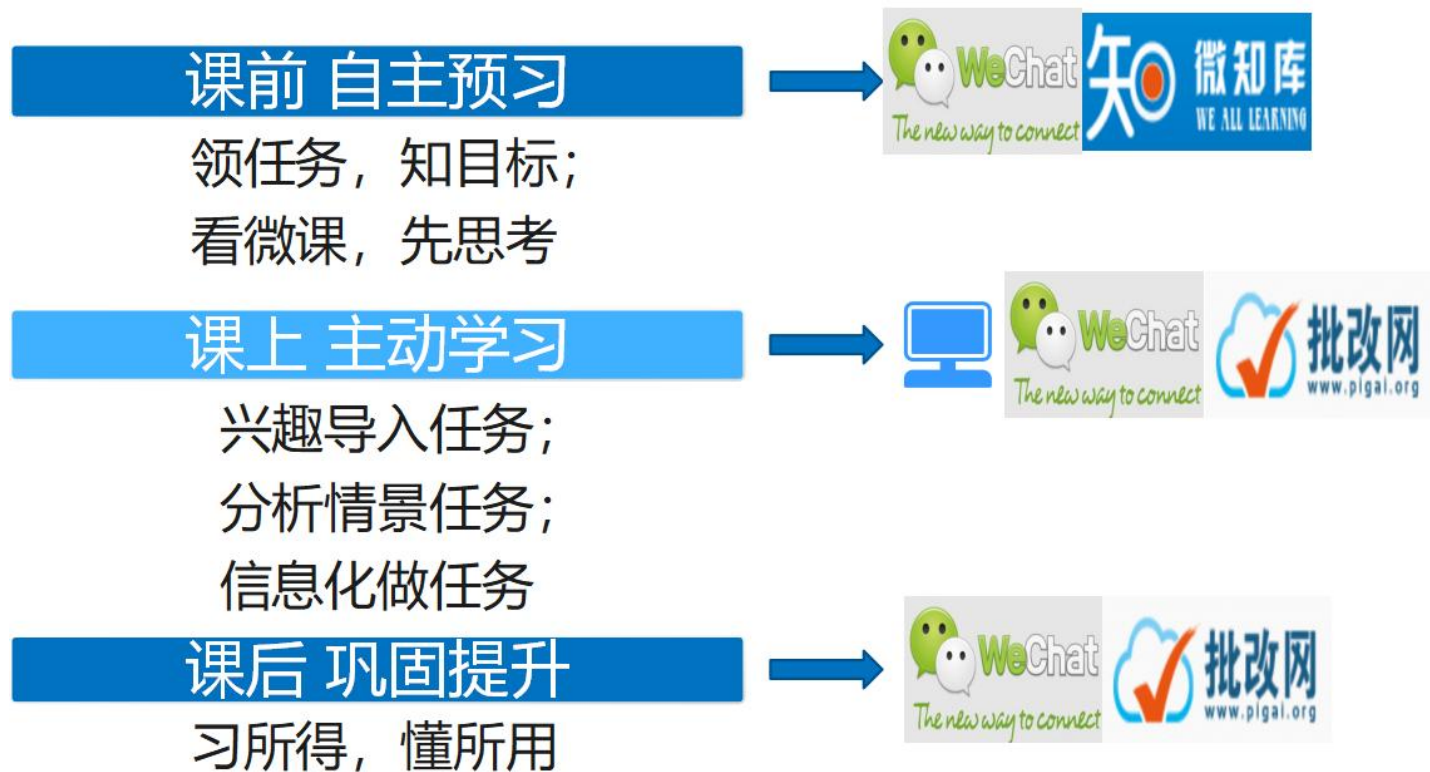 课前 自主预习
WeChat
The new way to connect
知 微知库
WE ALL LEARNING
领任务，知目标；
看微课，先思考
课上 主动学习
WeChat
The new way to connect
批改网
www.pigai.org
兴趣导入任务；
分析情景任务；
信息化做任务
课后 巩固提升
WeChat
The new way to connect
批改网
www.pigai.org
习所得，懂所用